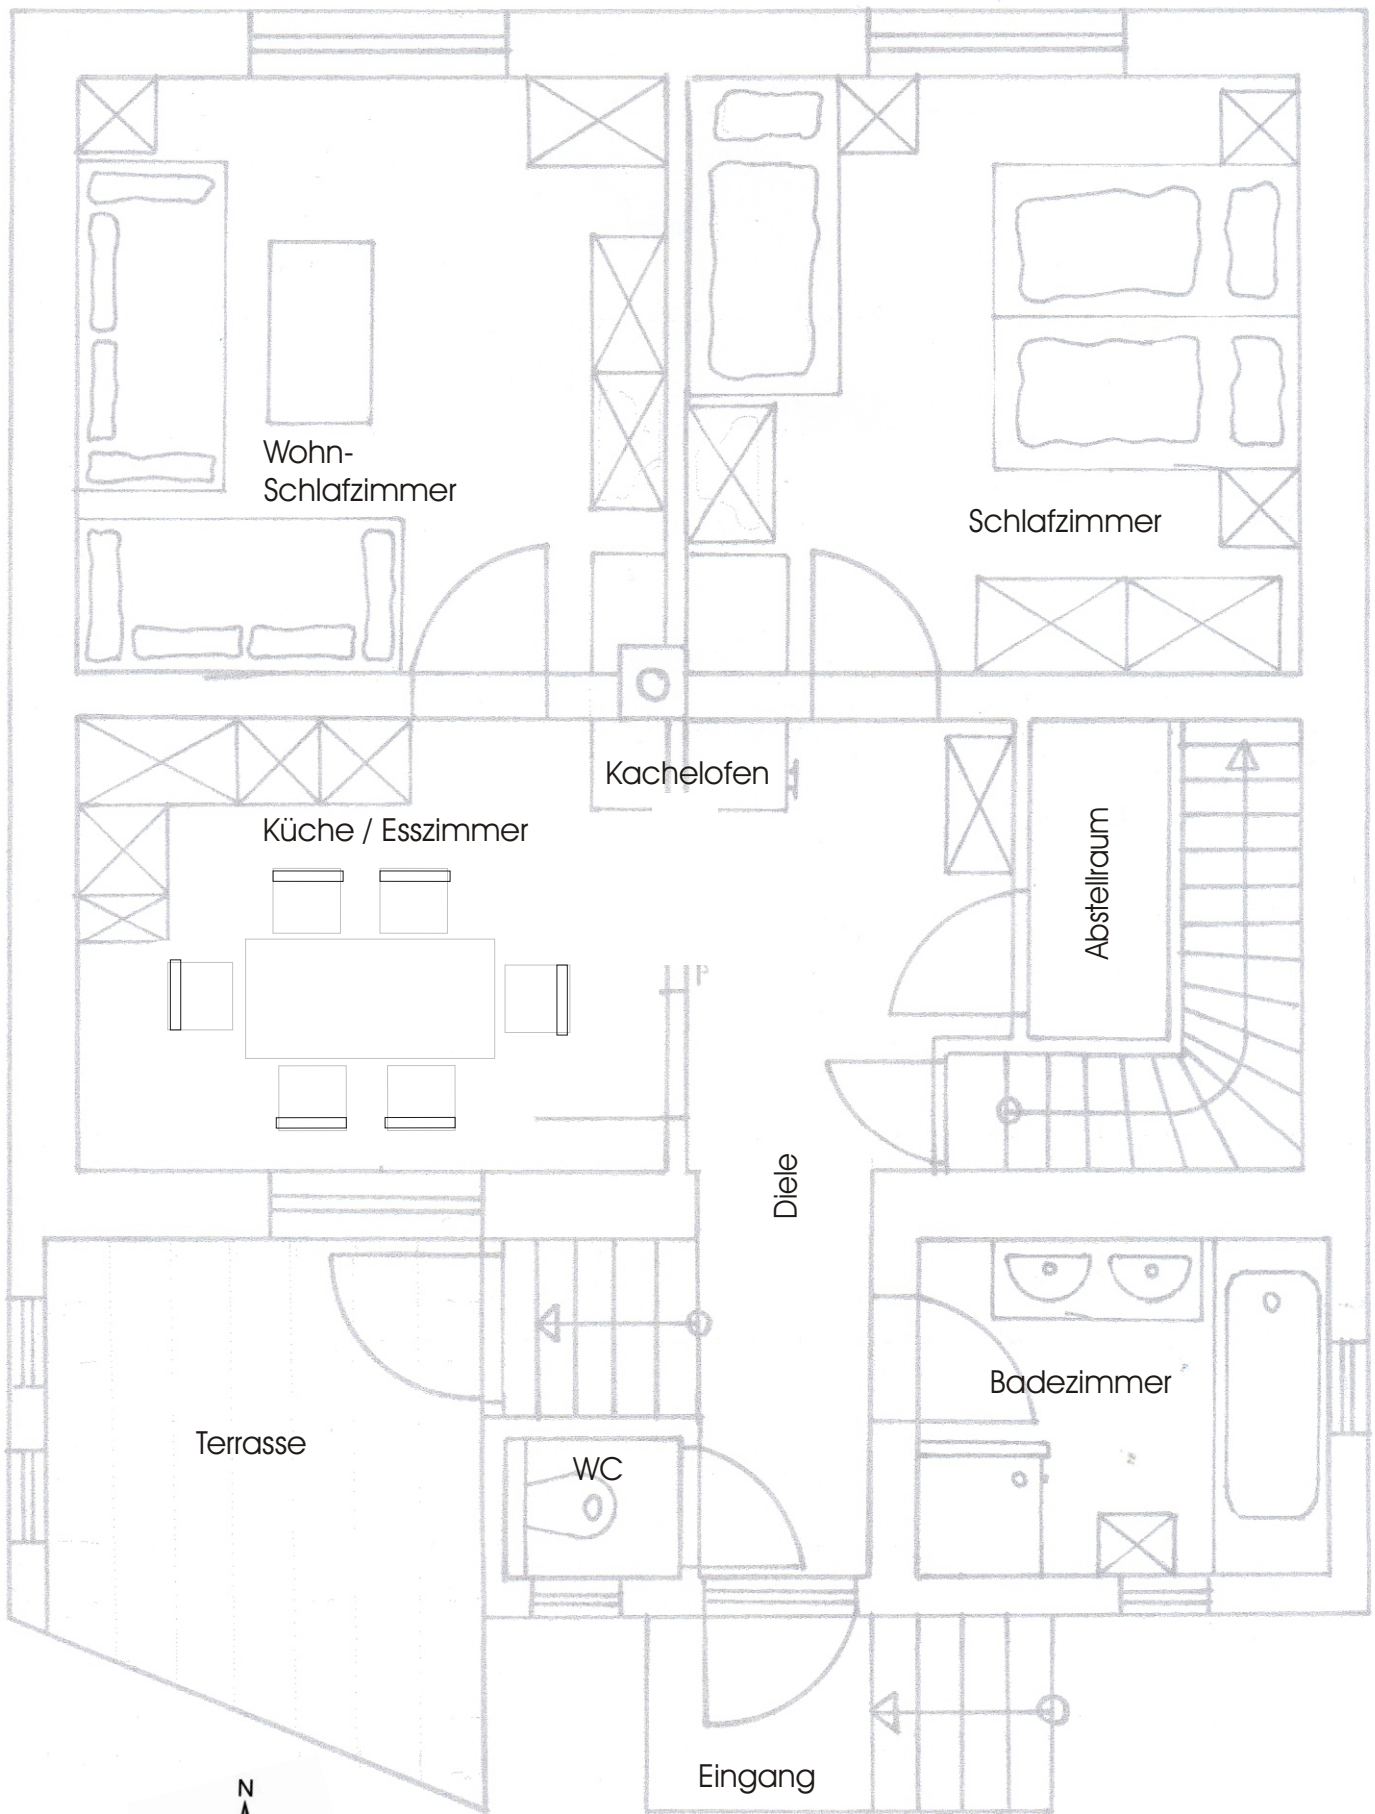 Wohn-
Schlafzimmer
Schlafzimmer
Kachelofen
Küche / Esszimmer
Abstellraum
Diele
Badezimmer
Terrasse
WC
Eingang
N